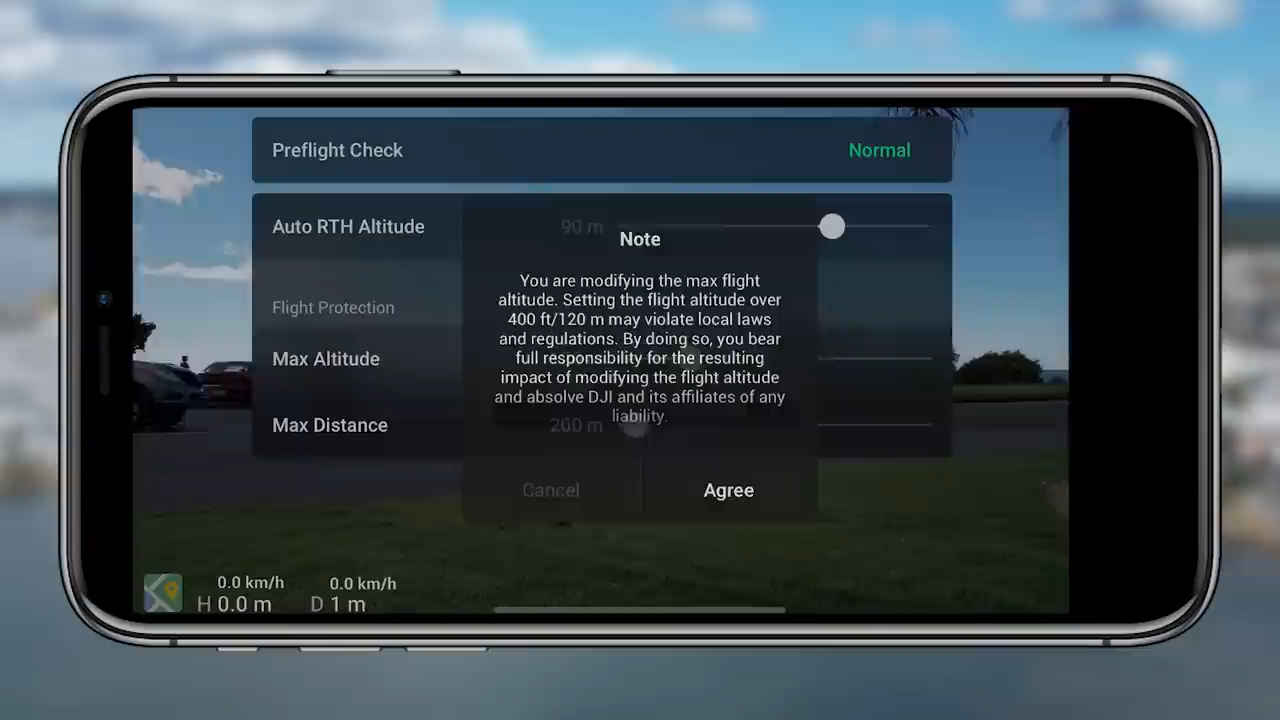 Preflight Check Normal
Auto RTH Altitude 90 m
Note
You are modifying the max flight
altitude. Setting the flight altitude over
Flight Protection
400 ft/120 m may violate local laws
and regulations. By doing so, you bear
Max Altitude
full responsibility for the resulting
impact of modifying the flight altitude
and absolve DJI and its affiliates of any
liability.
Max Distance 200 m
Cancel Agree
0.0 km/h 0.0 km/h
H 0.0 m D 1 m